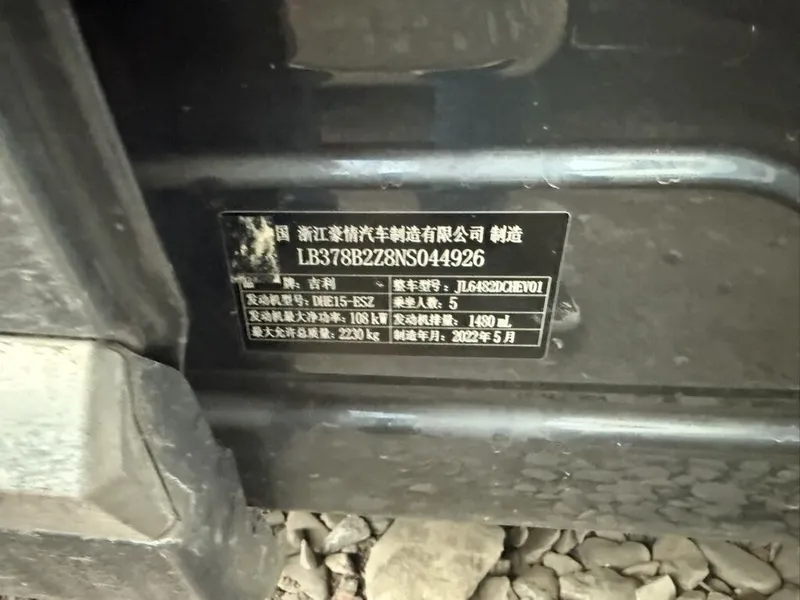 国 浙江豪情汽车制造有限公司 制造
LB378B2Z8NS044926
品牌：吉利 整车型号：JL6482DCHEV01
发动机型号：DHE15-ESZ 乘坐人数：5
发动机最大净功率：108 kW 发动机排量：1480 mL
最大允许总质量：2230 kg 制造年月：2022年5月